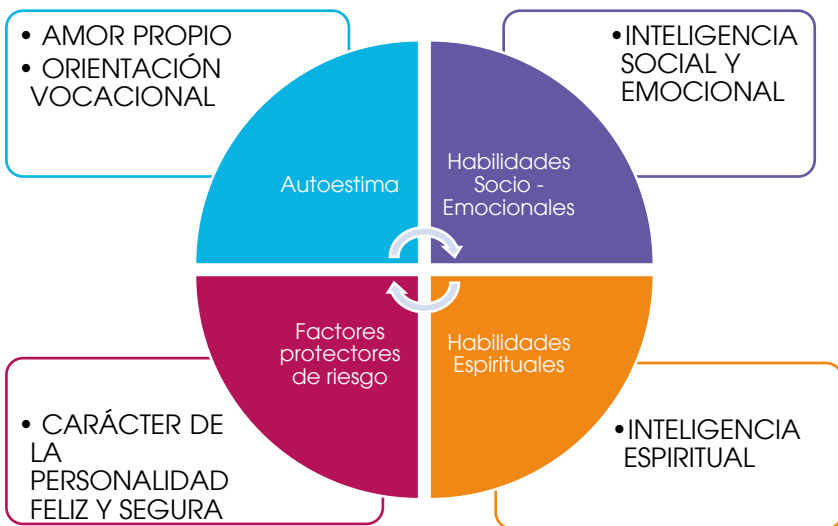 • AMOR PROPIO
• ORIENTACIÓN
VOCACIONAL
•INTELIGENCIA
SOCIAL Y
EMOCIONAL
Autoestima
Habilidades
Socio -
Emocionales
Factores
protectores
de riesgo
Habilidades
Espirituales
• CARÁCTER DE
LA
PERSONALIDAD
FELIZ Y SEGURA
•INTELIGENCIA
ESPIRITUAL